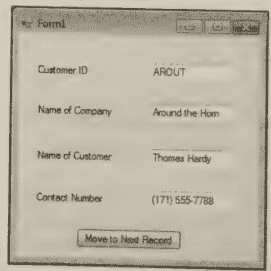 Form1
Customer ID AROUT
Name of Company Around the Horn
Name of Customer Thomas Hardy
Contact Number (171) 555-7788
Move to Next Record